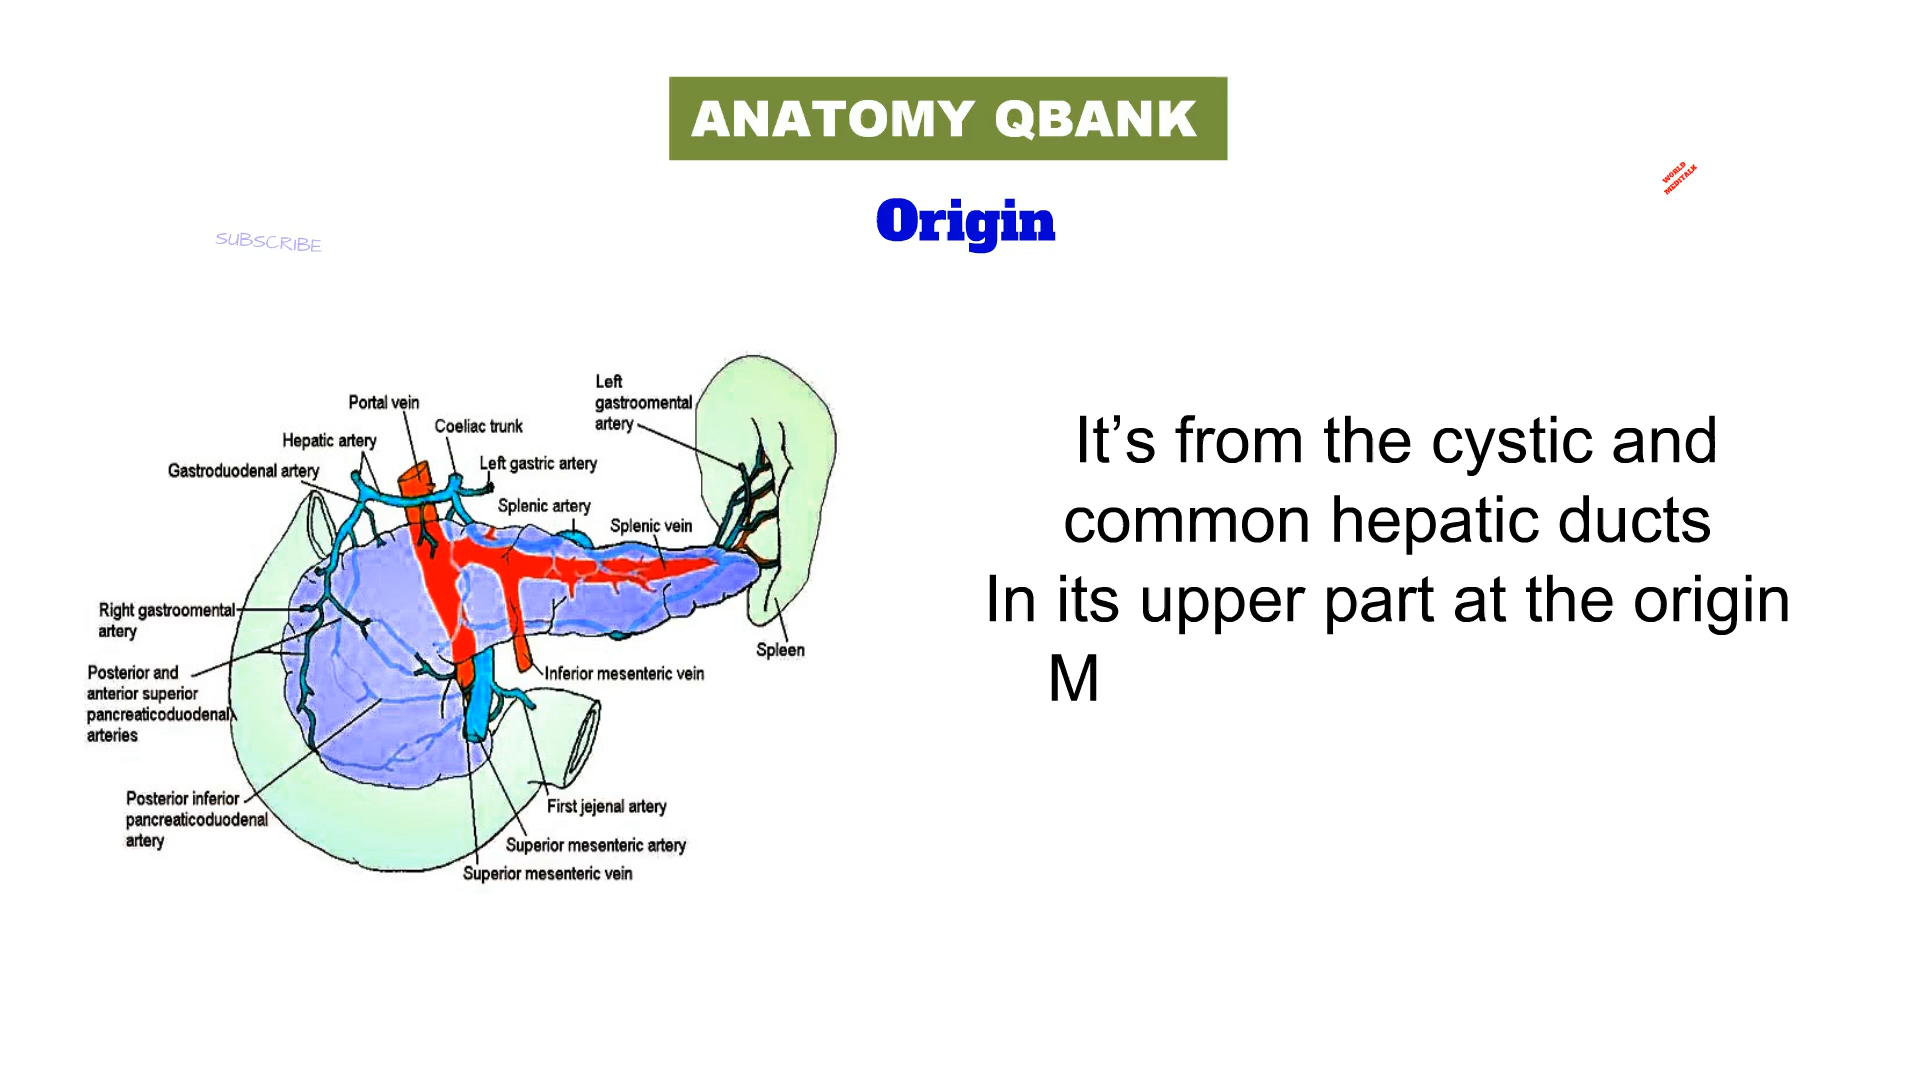 ANATOMY QBANK
WORLD
MEDITALK
Origin
SUBSCRIBE
Left
gastroomental
artery
Portal vein
Coeliac trunk
Hepatic artery
Left gastric artery
Gastroduodenal artery
Splenic artery
Splenic vein
Right gastroomental
artery
Spleen
Posterior and
anterior superior
pancreaticoduodenal
arteries
Inferior mesenteric vein
Posterior inferior
pancreaticoduodenal
artery
First jejenal artery
Superior mesenteric artery
Superior mesenteric vein
It’s from the cystic and
common hepatic ducts
In its upper part at the origin
M